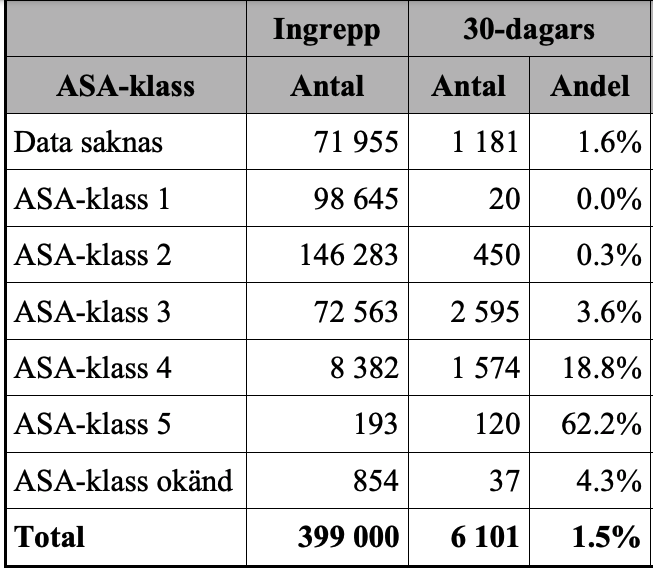 Ingrepp 30-dagars
ASA-klass Antal Antal Andel
Data saknas 71 955 1 181 1.6%
ASA-klass 1 98 645 20 0.0%
ASA-klass 2 146 283 450 0.3%
ASA-klass 3 72 563 2 595 3.6%
ASA-klass 4 8 382 1 574 18.8%
ASA-klass 5 193 120 62.2%
ASA-klass okänd 854 37 4.3%
Total 399 000 6 101 1.5%